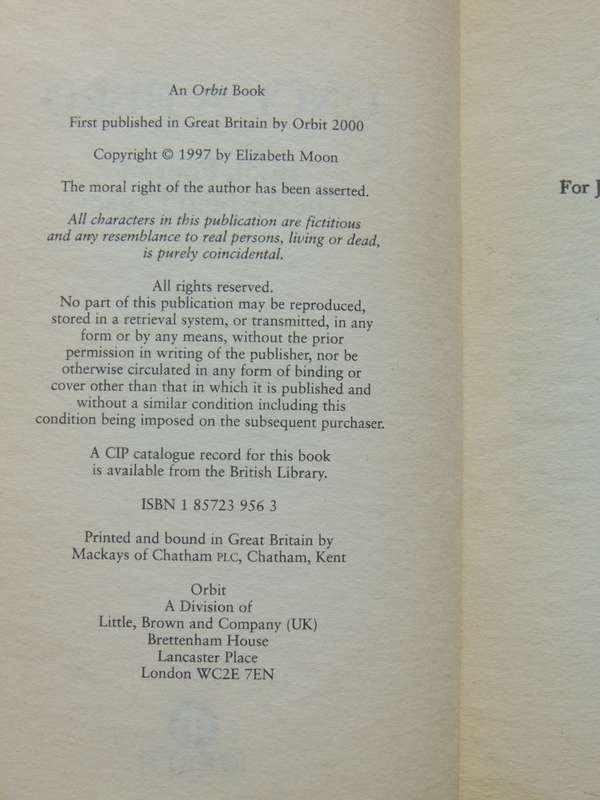 An Orbit Book
First published in Great Britain by Orbit 2000
Copyright © 1997 by Elizabeth Moon
The moral right of the author has been asserted.
All characters in this publication are fictitious
and any resemblance to real persons, living or dead,
is purely coincidental.
All rights reserved.
No part of this publication may be reproduced,
stored in a retrieval system, or transmitted, in any
form or by any means, without the prior
permission in writing of the publisher, nor be
otherwise circulated in any form of binding or
cover other than that in which it is published and
without a similar condition including this
condition being imposed on the subsequent purchaser.
A CIP catalogue record for this book
is available from the British Library.
ISBN 1 85723 956 3
Printed and bound in Great Britain by
Mackays of Chatham PLC, Chatham, Kent
Orbit
A Division of
Little, Brown and Company (UK)
Brettenham House
Lancaster Place
London WC2E 7EN
For J